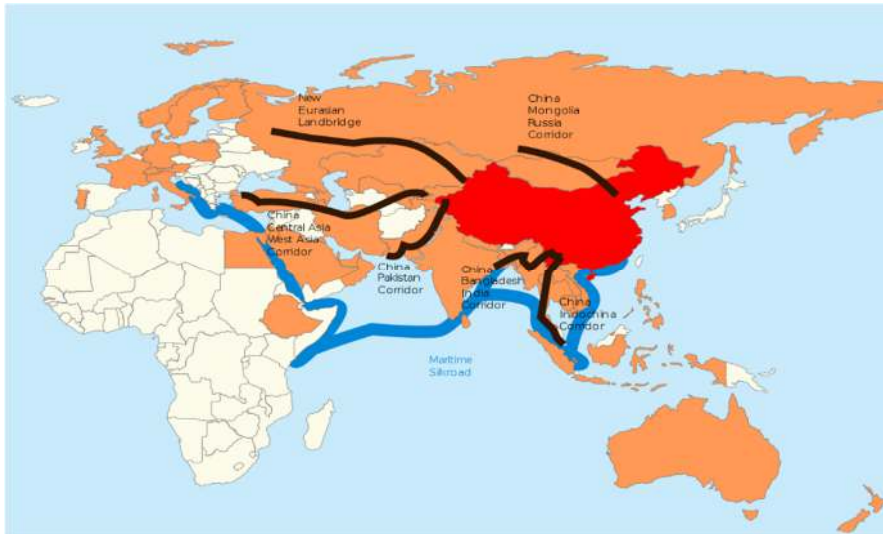 New
Eurasian
Landbridge
China
Mongolia
Russia
Corridor
China
Central Asia
West Asia
Corridor
China
Pakistan
Corridor
China
Bangladesh
India
Corridor
China
Indochina
Corridor
Maritime
Silkroad